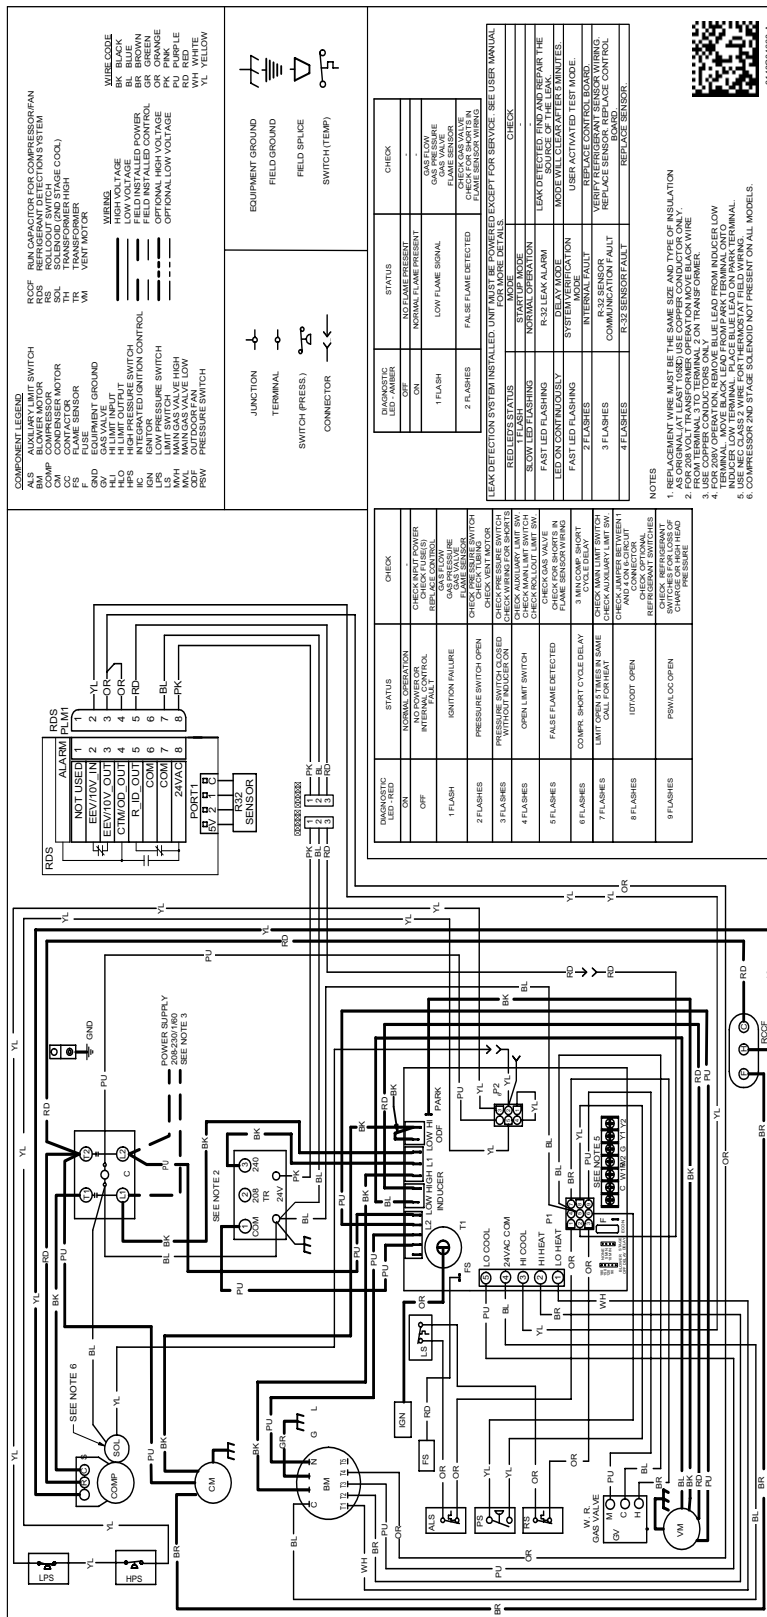 COMPONENT LEGEND
ALS AUXILIARY LIMIT SWITCH
BM BLOWER MOTOR
COMP COMPRESSOR
CM CONDENSER MOTOR
CC CONTACTOR
FS FLAME SENSOR
F FUSE
GND EQUIPMENT GROUND
GV GAS VALVE
HLI HI LIMIT INPUT
HLO HI LIMIT OUTPUT
HPS HIGH PRESSURE SWITCH
IIC INTEGRATED IGNITION CONTROL
IGN IGNITOR
LPS LOW PRESSURE SWITCH
LS LIMIT SWITCH
MVH MAIN GAS VALVE HIGH
MVL MAIN GAS VALVE LOW
ODF OUTDOOR FAN
PSW PRESSURE SWITCH
RCCF RUN CAPACITOR FOR COMPRESSOR/FAN
RDS REFRIGERANT DETECTION SYSTEM
RS ROLLOUT SWITCH
SOL SOLENOID (2ND STAGE COOL)
TH TRANSFORMER HIGH
TR TRANSFORMER
VM VENT MOTOR
WIRING
HIGH VOLTAGE
LOW VOLTAGE
FIELD INSTALLED POWER
FIELD INSTALLED CONTROL
OPTIONAL HIGH VOLTAGE
OPTIONAL LOW VOLTAGE
WIRE CODE
BK BLACK
BL BLUE
BR BROWN
GR GREEN
OR ORANGE
PK PINK
PU PURPLE
RD RED
WH WHITE
YL YELLOW
JUNCTION
TERMINAL
SWITCH (PRESS.)
CONNECTOR
EQUIPMENT GROUND
FIELD GROUND
FIELD SPLICE
SWITCH (TEMP)
DIAGNOSTIC LED - RED STATUS CHECK
ON NORMAL OPERATION -
OFF NO POWER OR INTERNAL CONTROL FAULT CHECK INPUT POWER CHECK FUSE(S) REPLACE CONTROL
1 FLASH IGNITION FAILURE GAS FLOW GAS PRESSURE GAS VALVE FLAME SENSOR
2 FLASHES PRESSURE SWITCH OPEN CHECK PRESSURE SWITCH CHECK TUBING CHECK VENT MOTOR
3 FLASHES PRESSURE SWITCH CLOSED WITHOUT INDUCER ON CHECK PRESSURE SWITCH CHECK WIRING FOR SHORTS
4 FLASHES OPEN LIMIT SWITCH CHECK AUXILIARY LIMIT SW. CHECK MAIN LIMIT SWITCH CHECK ROLLOUT LIMIT SW.
5 FLASHES FALSE FLAME DETECTED CHECK GAS VALVE CHECK FOR SHORTS IN FLAME SENSOR WIRING
6 FLASHES COMPR. SHORT CYCLE DELAY 3 MIN COMP. SHORT CYCLE DELAY
7 FLASHES LIMIT OPEN 5 TIMES IN SAME CALL FOR HEAT CHECK MAIN LIMIT SWITCH CHECK AUXILIARY LIMIT SW.
8 FLASHES IDT/ODT OPEN CHECK JUMPER BETWEEN 1 AND 4 ON 6-CIRCUIT CONNECTOR CHECK OPTIONAL REFRIGERANT SWITCHES
9 FLASHES PSW/LOC OPEN CHECK REFRIGERANT SWITCHES FOR LOSS OF CHARGE OR HIGH HEAD PRESSURE
DIAGNOSTIC LED - AMBER STATUS CHECK
OFF NO FLAME PRESENT -
ON NORMAL FLAME PRESENT -
1 FLASH LOW FLAME SIGNAL GAS FLOW GAS PRESSURE GAS VALVE FLAME SENSOR
2 FLASHES FALSE FLAME DETECTED CHECK GAS VALVE CHECK FOR SHORTS IN FLAME SENSOR WIRING
LEAK DETECTION SYSTEM INSTALLED. UNIT MUST BE POWERED EXCEPT FOR SERVICE. SEE USER MANUAL
FOR MORE DETAILS.
RED LED'S STATUS MODE CHECK
1 FLASH STARTUP MODE -
SLOW LED FLASHING NORMAL OPERATION -
FAST LED FLASHING R-32 LEAK ALARM LEAK DETECTED. FIND AND REPAIR THE SOURCE OF THE LEAK.
LED ON CONTINUOUSLY DELAY MODE MODE WILL CLEAR AFTER 5 MINUTES.
FAST LED FLASHING SYSTEM VERIFICATION MODE USER ACTIVATED TEST MODE.
2 FLASHES INTERNAL FAULT REPLACE CONTROL BOARD.
3 FLASHES R-32 SENSOR COMMUNICATION FAULT VERIFY REFRIGERANT SENSOR WIRING. REPLACE SENSOR. REPLACE CONTROL BOARD.
4 FLASHES R-32 SENSOR FAULT REPLACE SENSOR.
NOTES
1. REPLACEMENT WIRE MUST BE THE SAME SIZE AND TYPE OF INSULATION
AS ORIGINAL (AT LEAST 105°C) USE COPPER CONDUCTOR ONLY.
2. FOR 208 VOLT TRANSFORMER OPERATION MOVE BLACK WIRE
FROM TERMINAL 3 TO TERMINAL 2 ON TRANSFORMER.
3. USE COPPER CONDUCTORS ONLY
4. FOR 208V OPERATION, REMOVE BLUE LEAD FROM INDUCER LOW
TERMINAL. MOVE BLACK LEAD FROM PARK TERMINAL ONTO
INDUCER LOW TERMINAL. PLACE BLUE LEAD ON PARK TERMINAL.
5. USE NEC CLASS 2 WIRE FOR THERMOSTAT FIELD WIRING.
6. COMPRESSOR 2ND STAGE SOLENOID NOT PRESENT ON ALL MODELS.
RDS
ALARM
NOT USED 1
EEV/10V_IN 2
EEV/10V_OUT 3
CTM/OD_OUT 4
R_ID_OUT 5
COM 6
COM 7
24VAC 8
RDS
PLM1
PORT1
5V 2 1 C
R32
SENSOR
POWER SUPPLY
208-230/1/60
SEE NOTE 3
GND
SEE NOTE 2
COM 208 240
TR
24V
SEE NOTE 6
COMP
SOL
CM
LPS
HPS
BM
IGN
FS
LS
ALS
PS
RS
W.R.
GAS VALVE
GV
M
C
H
VM
L2
LOW HIGH
INDUCER
L1
LOW HI
ODF
PARK
T1
FS
5 LO COOL
4 24VAC COM
3 HI COOL
2 HI HEAT
1 LO HEAT
P1
P2
SEE NOTE 5
RCCF